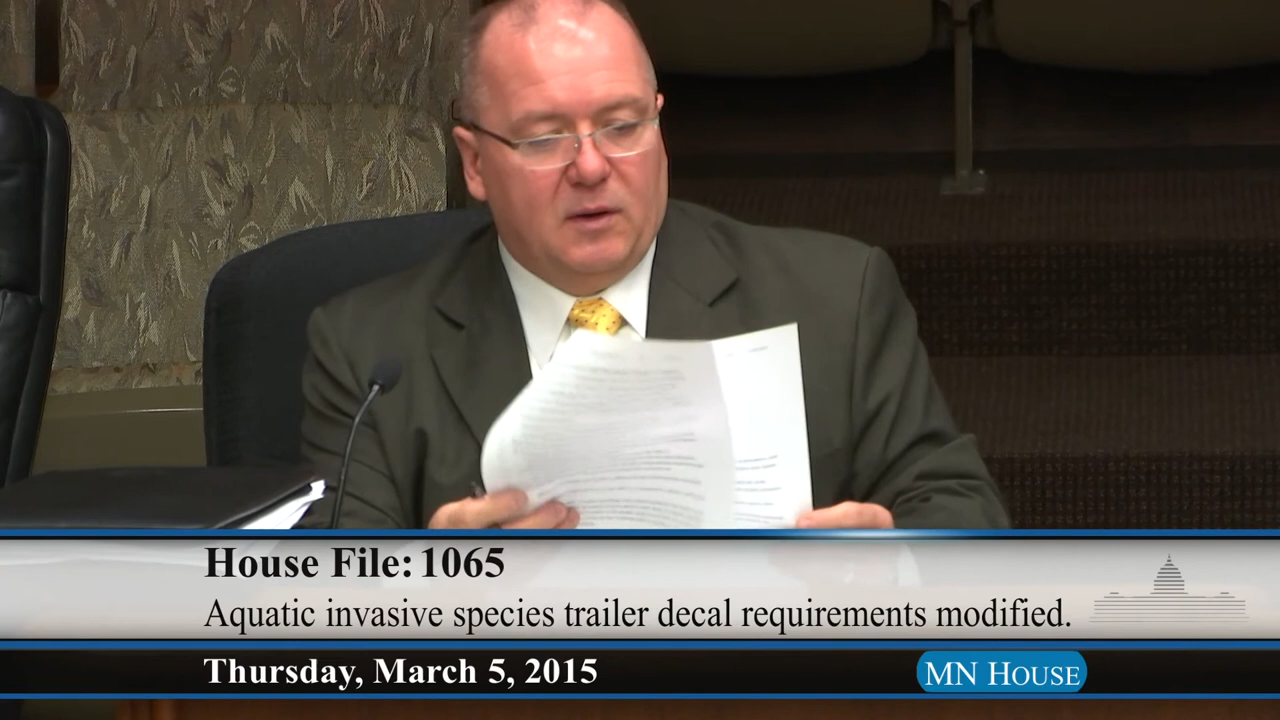 House File: 1065
Aquatic invasive species trailer decal requirements modified.
Thursday, March 5, 2015
MN HOUSE